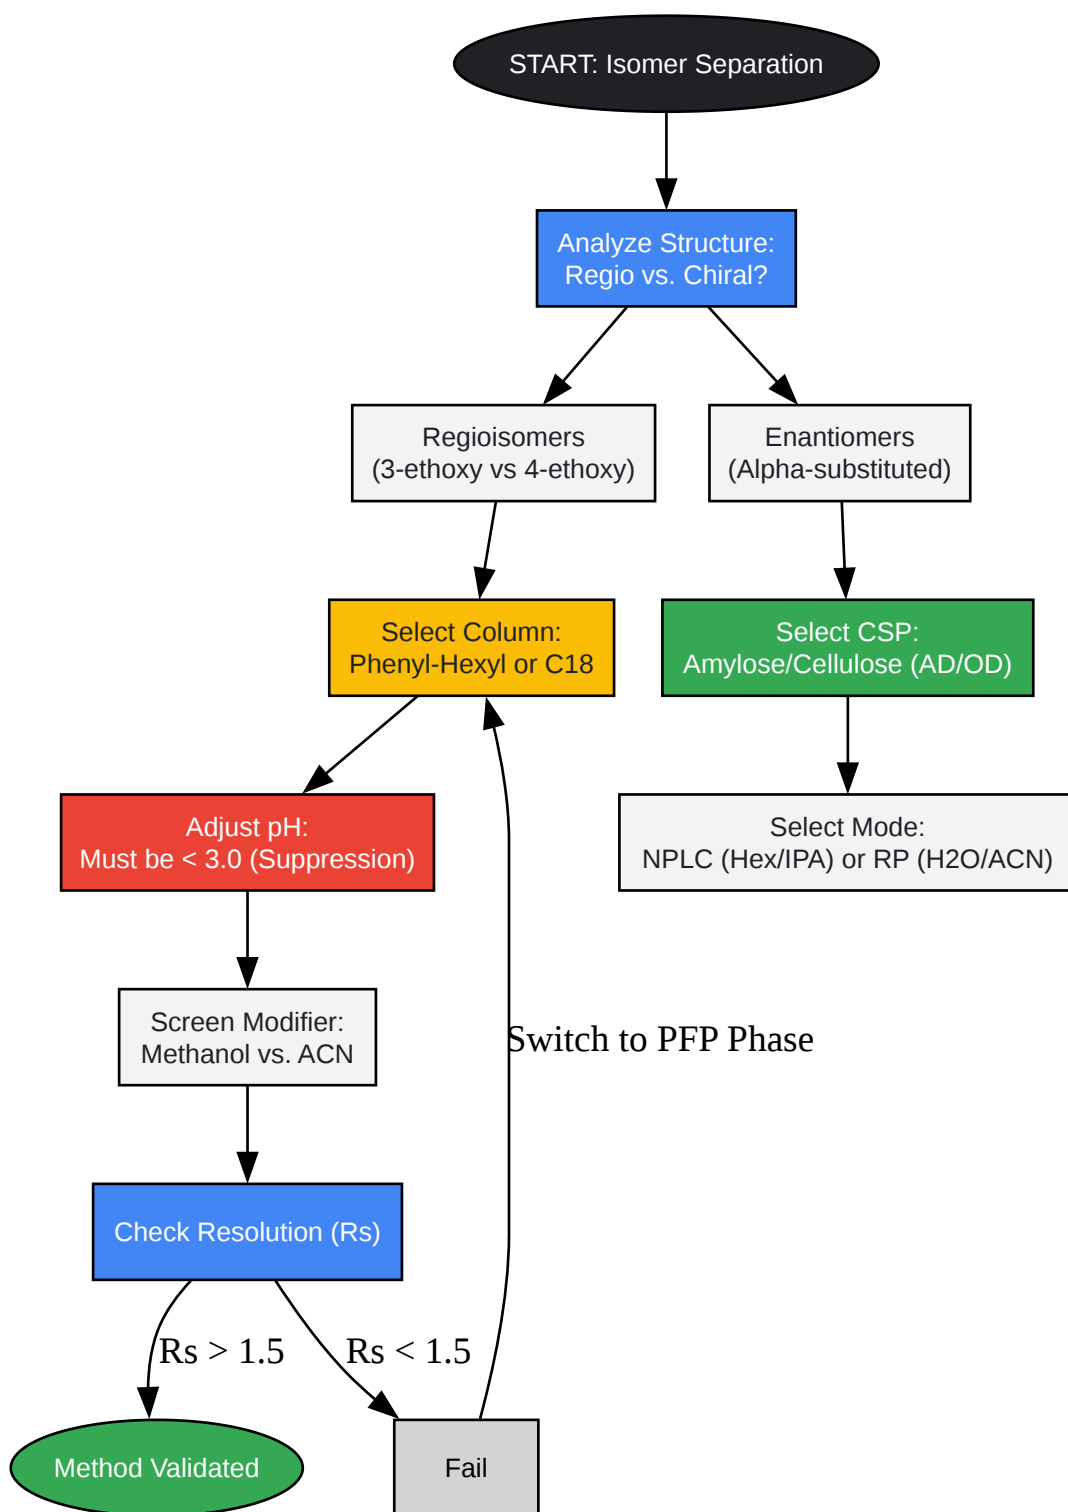 START: Isomer Separation
Analyze Structure:
Regio vs. Chiral?
Regioisomers
(3-ethoxy vs 4-ethoxy)
Enantiomers
(Alpha-substituted)
Select Column:
Phenyl-Hexyl or C18
Select CSP:
Amylose/Cellulose (AD/OD)
Adjust pH:
Must be < 3.0 (Suppression)
Select Mode:
NPLC (Hex/IPA) or RP (H2O/ACN)
Screen Modifier:
Methanol vs. ACN
Switch to PFP Phase
Check Resolution (Rs)
Rs > 1.5
Rs < 1.5
Method Validated
Fail